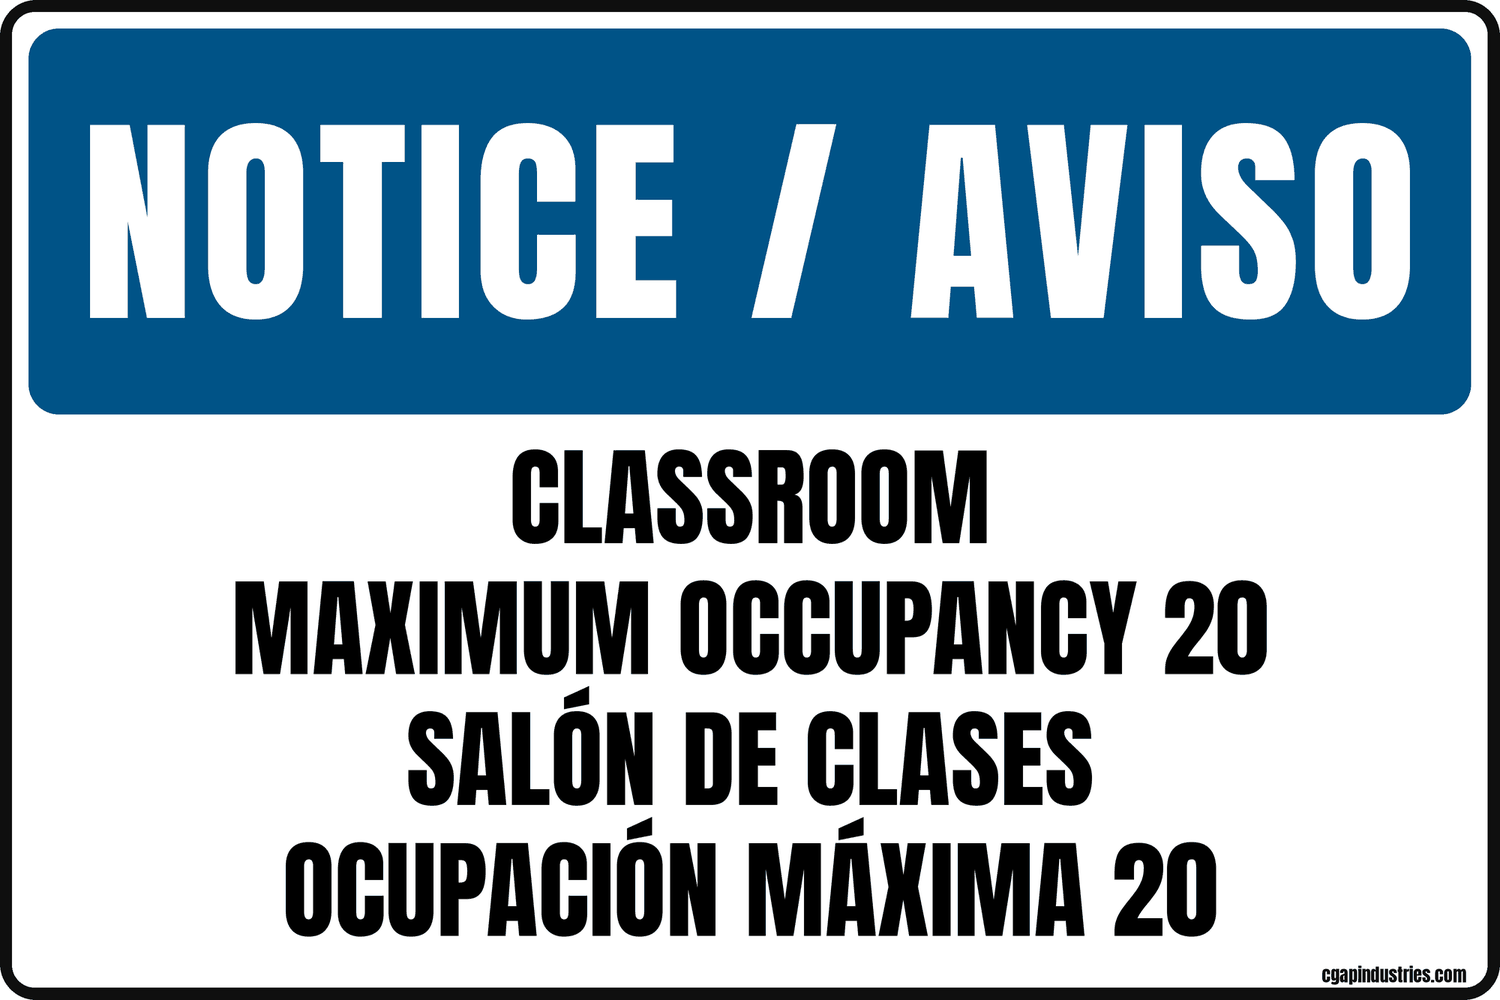 NOTICE / AVISO
CLASSROOM
MAXIMUM OCCUPANCY 20
SALÓN DE CLASES
OCUPACIÓN MÁXIMA 20
cgapindustries.com